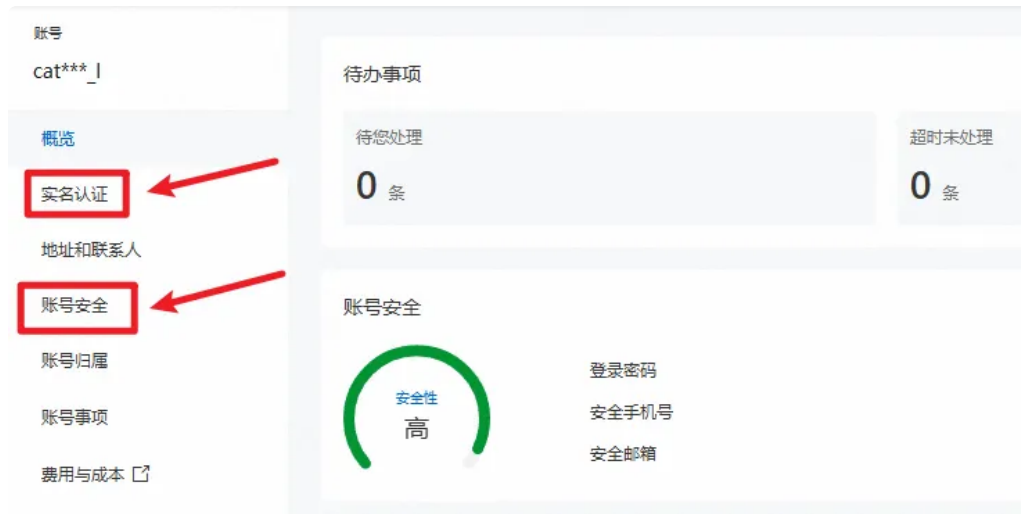 账号
cat***_l
概览
实名认证
地址和联系人
账号安全
账号归属
账号事项
费用与成本
待办事项
待您处理
0 条
超时未处理
0 条
账号安全
安全性
高
登录密码
安全手机号
安全邮箱